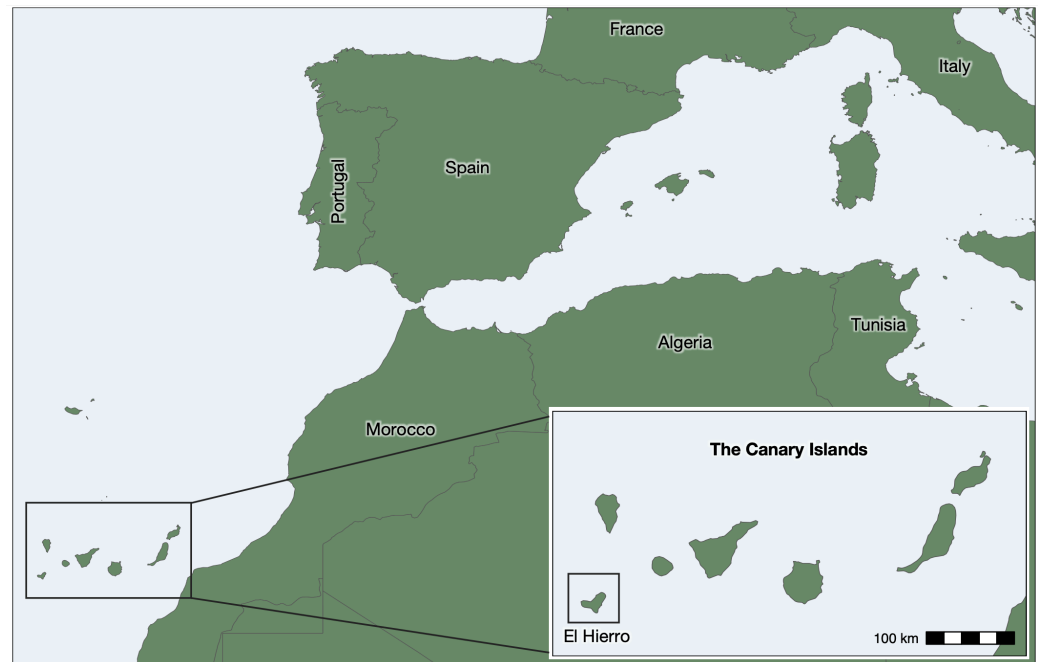 France
Italy
Spain
Portugal
Tunisia
Algeria
Morocco
The Canary Islands
El Hierro
100 km